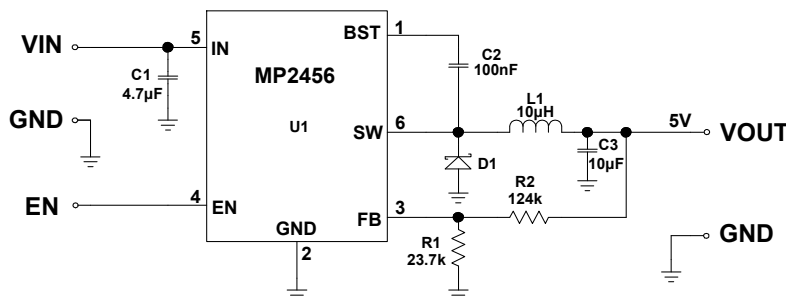 VIN
5
IN
C1
4.7µF
GND
EN
4
EN
MP2456
U1
BST
1
SW
6
FB
3
GND
2
C2
100nF
L1
10µH
D1
C3
10µF
R2
124k
R1
23.7k
5V
VOUT
GND